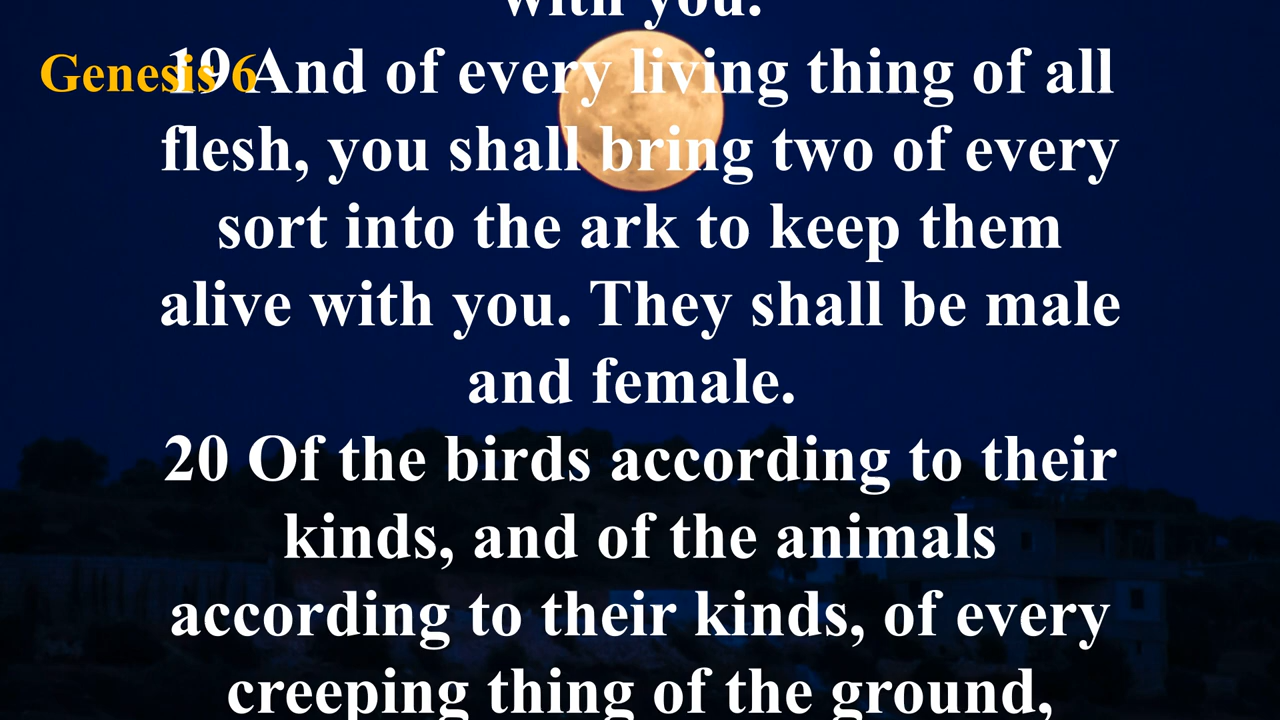 with you.
Genesis 6
19 And of every living thing of all
flesh, you shall bring two of every
sort into the ark to keep them
alive with you. They shall be male
and female.
20 Of the birds according to their
kinds, and of the animals
according to their kinds, of every
creeping thing of the ground,